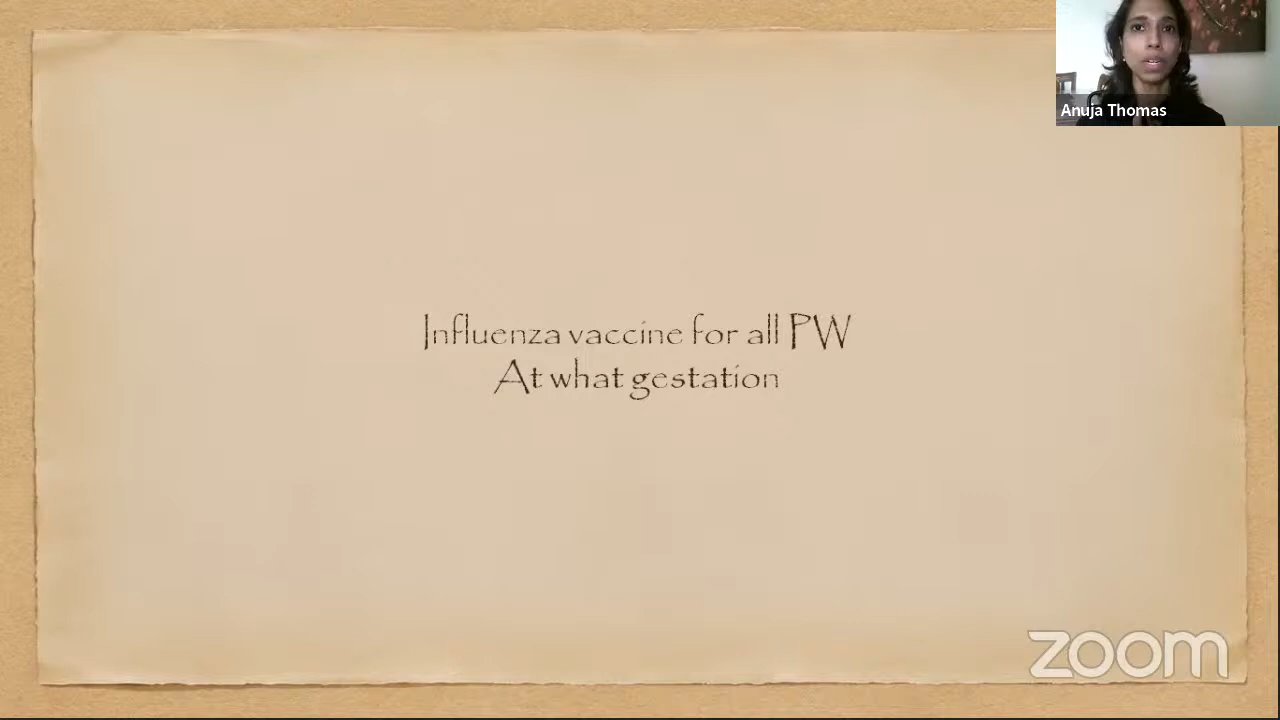 Anuja Thomas
Influenza vaccine for all PW
At what gestation
zoom